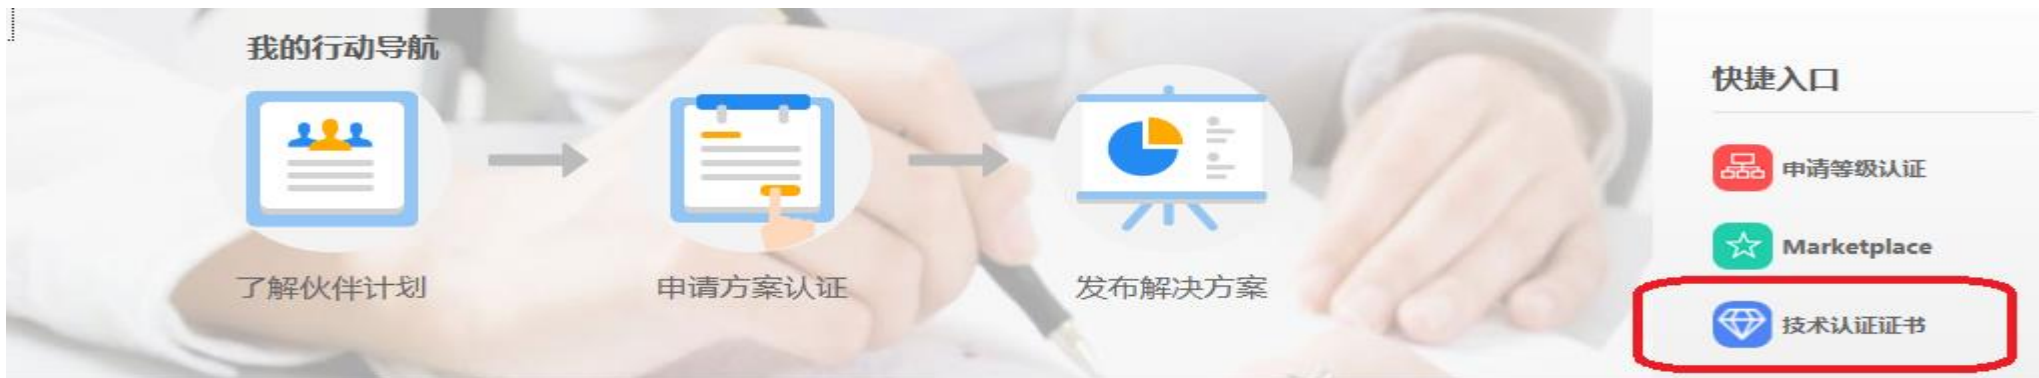 我的行动导航
了解伙伴计划
申请方案认证
发布解决方案
快捷入口
申请等级认证
Marketplace
技术认证证书